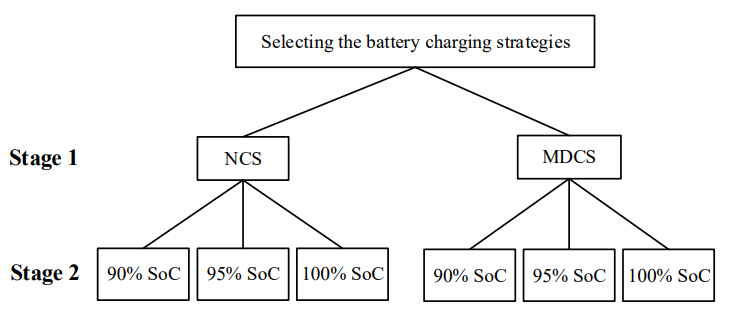 Selecting the battery charging strategies
Stage 1
NCS
MDCS
Stage 2
90% SoC
95% SoC
100% SoC
90% SoC
95% SoC
100% SoC